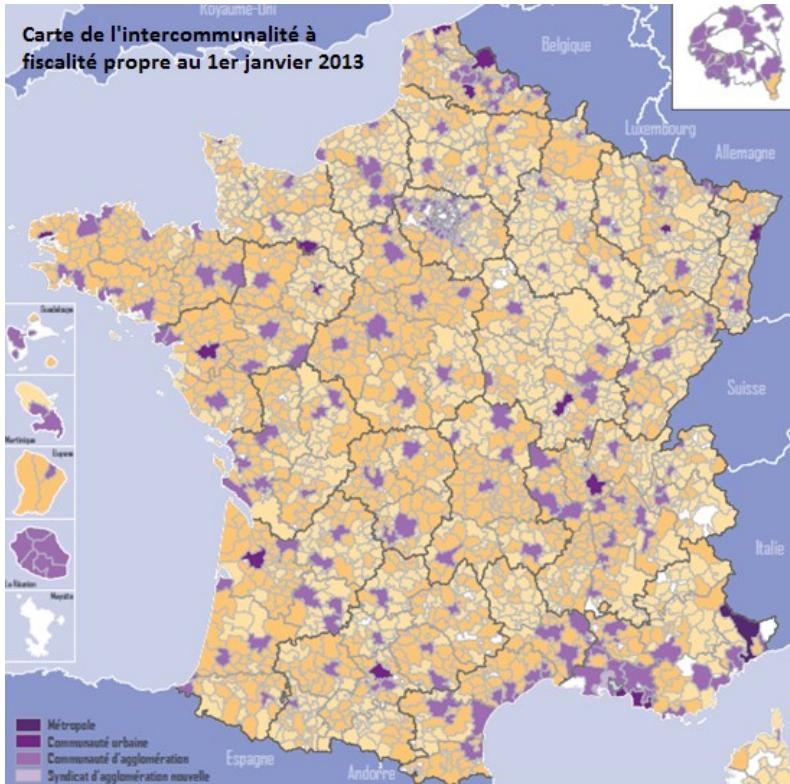 Royaume-Uni
Carte de l'intercommunalité à
fiscalité propre au 1er janvier 2013
Belgique
Luxembourg
Allemagne
Guadeloupe
Martinique
Guyane
La Réunion
Mayotte
Suisse
Italie
Espagne
Andorre
Métropole
Communauté urbaine
Communauté d'agglomération
Syndicat d'agglomération nouvelle